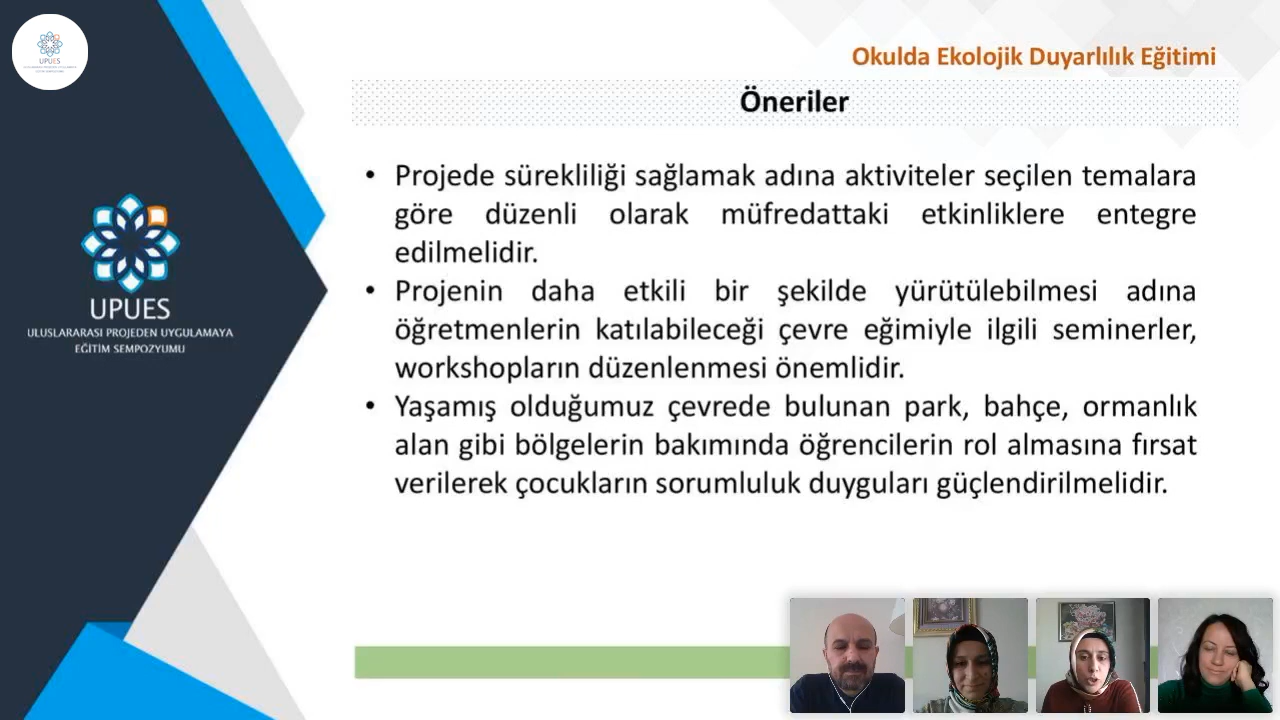 Okulda Ekolojik Duyarlılık Eğitimi
Öneriler
• Projede sürekliliği sağlamak adına aktiviteler seçilen temalara
göre düzenli olarak müfredattaki etkinliklere entegre
edilmelidir.
• Projenin daha etkili bir şekilde yürütülebilmesi adına
öğretmenlerin katılabileceği çevre eğimiyle ilgili seminerler,
workshopların düzenlenmesi önemlidir.
• Yaşamış olduğumuz çevrede bulunan park, bahçe, ormanlık
alan gibi bölgelerin bakımında öğrencilerin rol almasına fırsat
verilerek çocukların sorumluluk duyguları güçlendirilmelidir.
UPUES
ULUSLARARASI PROJEDEN UYGULAMAYA
EĞİTİM SEMPOZYUMU
UPUES